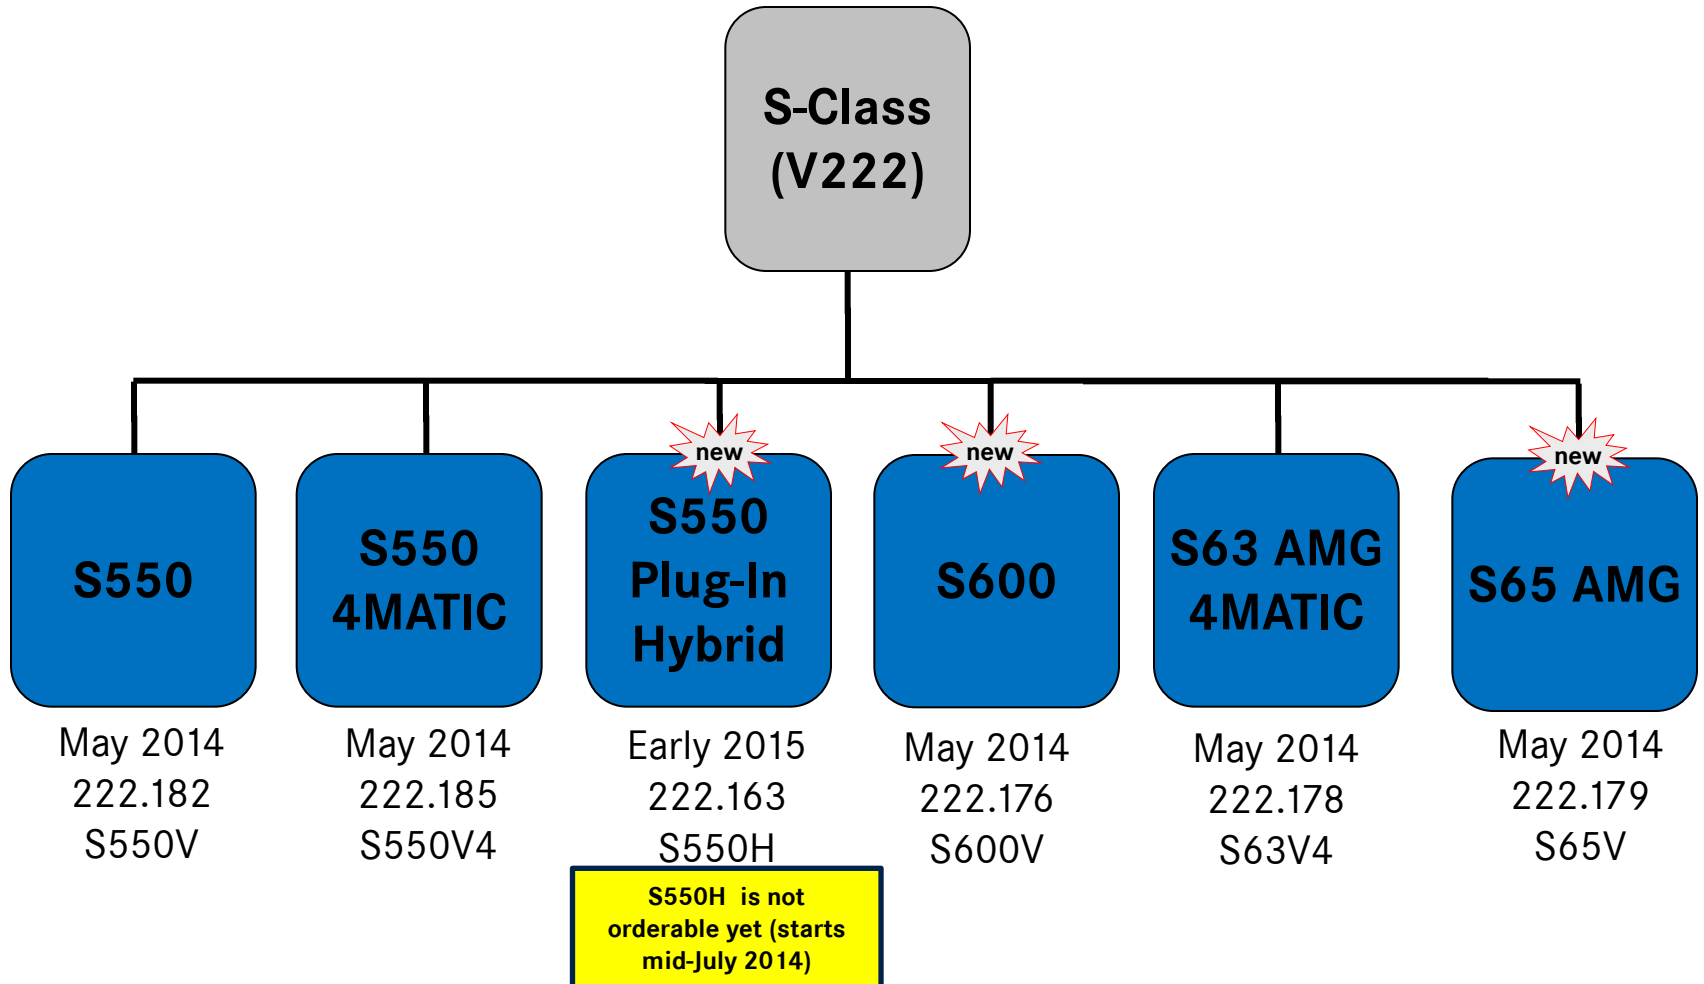 S-Class
(V222)
new
new
new
S550
S550
4MATIC
S550
Plug-In
Hybrid
S600
S63 AMG
4MATIC
S65 AMG
May 2014
222.182
S550V
May 2014
222.185
S550V4
Early 2015
222.163
S550H
May 2014
222.176
S600V
May 2014
222.178
S63V4
May 2014
222.179
S65V
S550H is not
orderable yet (starts
mid-July 2014)